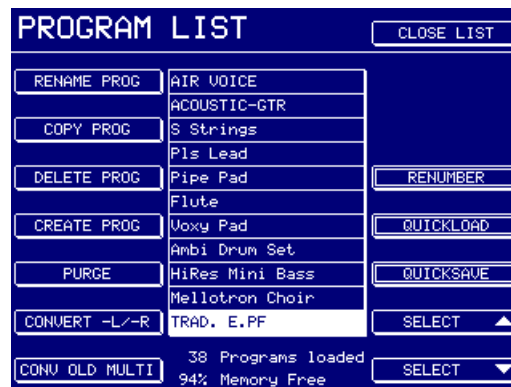 PROGRAM LIST
CLOSE LIST
RENAME PROG
AIR VOICE
ACOUSTIC-GTR
COPY PROG
S Strings
Pls Lead
DELETE PROG
Pipe Pad
RENUMBER
Flute
CREATE PROG
Voxy Pad
QUICKLOAD
Ambi Drum Set
PURGE
HiRes Mini Bass
QUICKSAVE
Mellotron Choir
CONVERT -L/-R
TRAD. E.PF
SELECT
CONV OLD MULTI
38 Programs loaded
94% Memory Free
SELECT